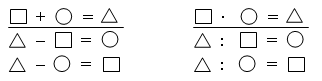 □ + ○ = △
△ − □ = ○
△ − ○ = □
□ · ○ = △
△ : □ = ○
△ : ○ = □